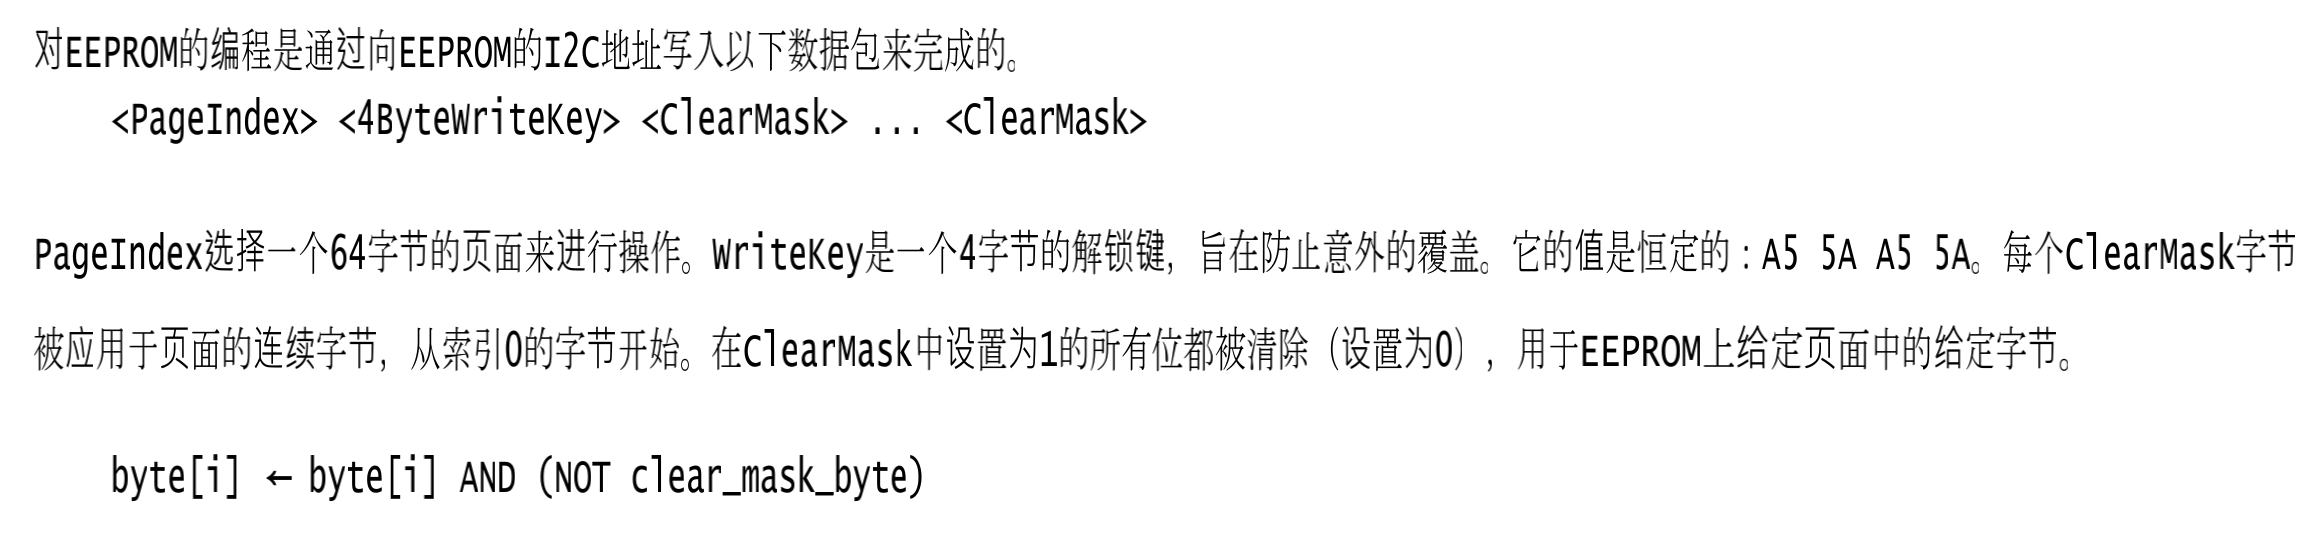 对EEPROM的编程是通过向EEPROM的I2C地址写入以下数据包来完成的。
<PageIndex> <4ByteWriteKey> <ClearMask> ... <ClearMask>
PageIndex选择一个64字节的页面来进行操作。WriteKey是一个4字节的解锁键，旨在防止意外的覆盖。它的值是恒定的：A5 5A A5 5A。每个ClearMask字节
被应用于页面的连续字节，从索引0的字节开始。在ClearMask中设置为1的所有位都被清除（设置为0），用于EEPROM上给定页面中的给定字节。
byte[i] ← byte[i] AND (NOT clear_mask_byte)